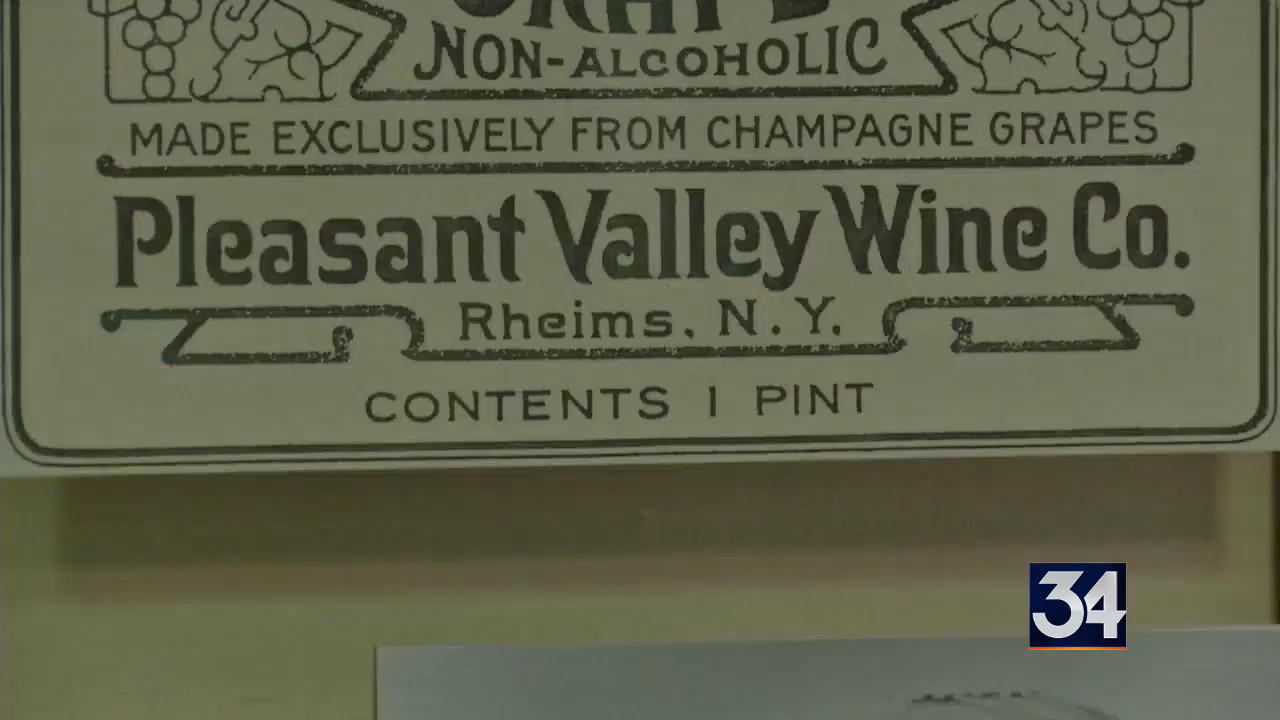 NON-ALCOHOLIC
MADE EXCLUSIVELY FROM CHAMPAGNE GRAPES
Pleasant Valley Wine Co.
Rheims, N.Y.
CONTENTS 1 PINT
34